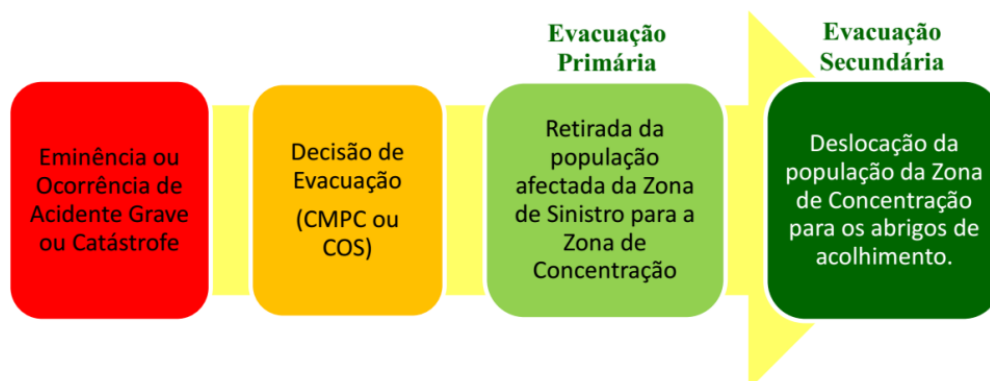 Evacuação
Primária
Evacuação
Secundária
Eminência ou
Ocorrência de
Acidente Grave
ou Catástrofe
Decisão de
Evacuação
(CMPC ou
COS)
Retirada da
população
afectada da Zona
de Sinistro para a
Zona de
Concentração
Deslocação da
população da Zona
de Concentração
para os abrigos de
acolhimento.